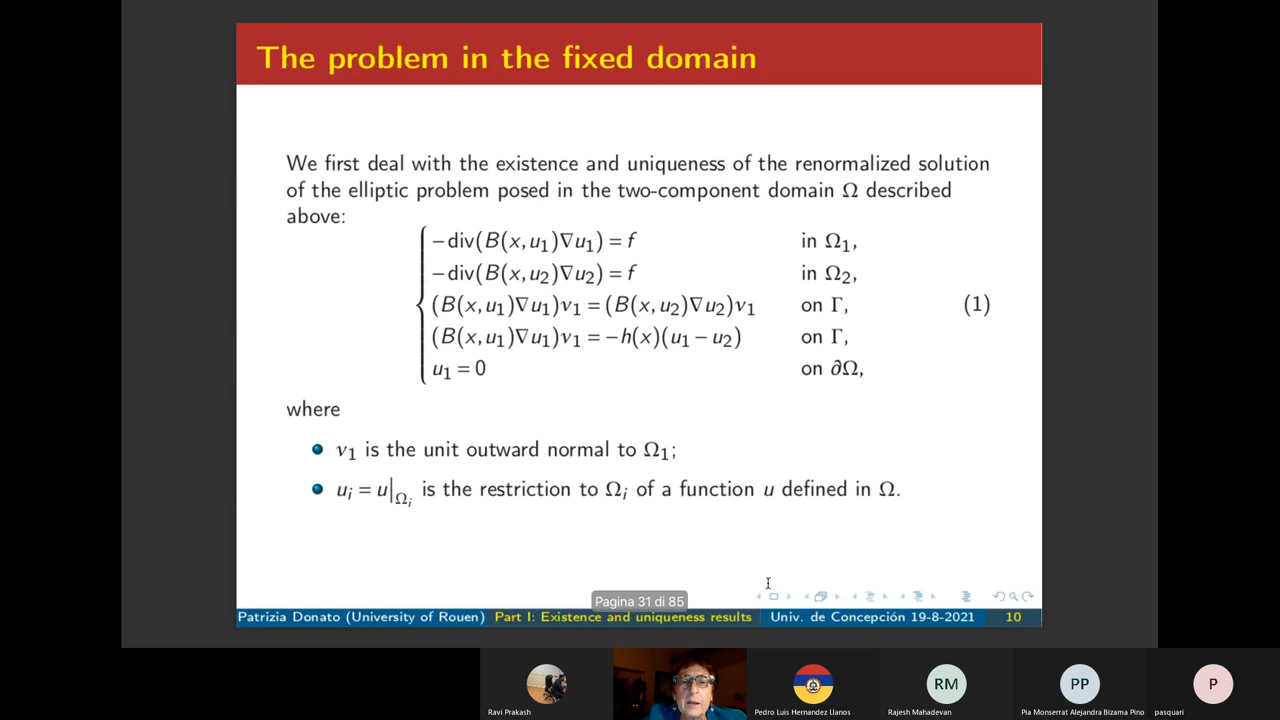 The problem in the fixed domain
We first deal with the existence and uniqueness of the renormalized solution
of the elliptic problem posed in the two-component domain Ω described
above:
−div(B(x,u₁)∇u₁) = f in Ω₁,
−div(B(x,u₂)∇u₂) = f in Ω₂,
(B(x,u₁)∇u₁)ν₁ = (B(x,u₂)∇u₂)ν₁ on Γ, (1)
(B(x,u₁)∇u₁)ν₁ = −h(x)(u₁ − u₂) on Γ,
u₁ = 0 on ∂Ω,
where
ν₁ is the unit outward normal to Ω₁;
uᵢ = u|Ωᵢ is the restriction to Ωᵢ of a function u defined in Ω.
Pagina 31 di 85
Patrizia Donato (University of Rouen) Part I: Existence and uniqueness results Univ. de Concepción 19-8-2021 10
RM PP P
Ravi Prakash Pedro Luis Hernandez Llanos Rajesh Mahadevan Pia Monserrat Alejandra Bizama Pino pasquari